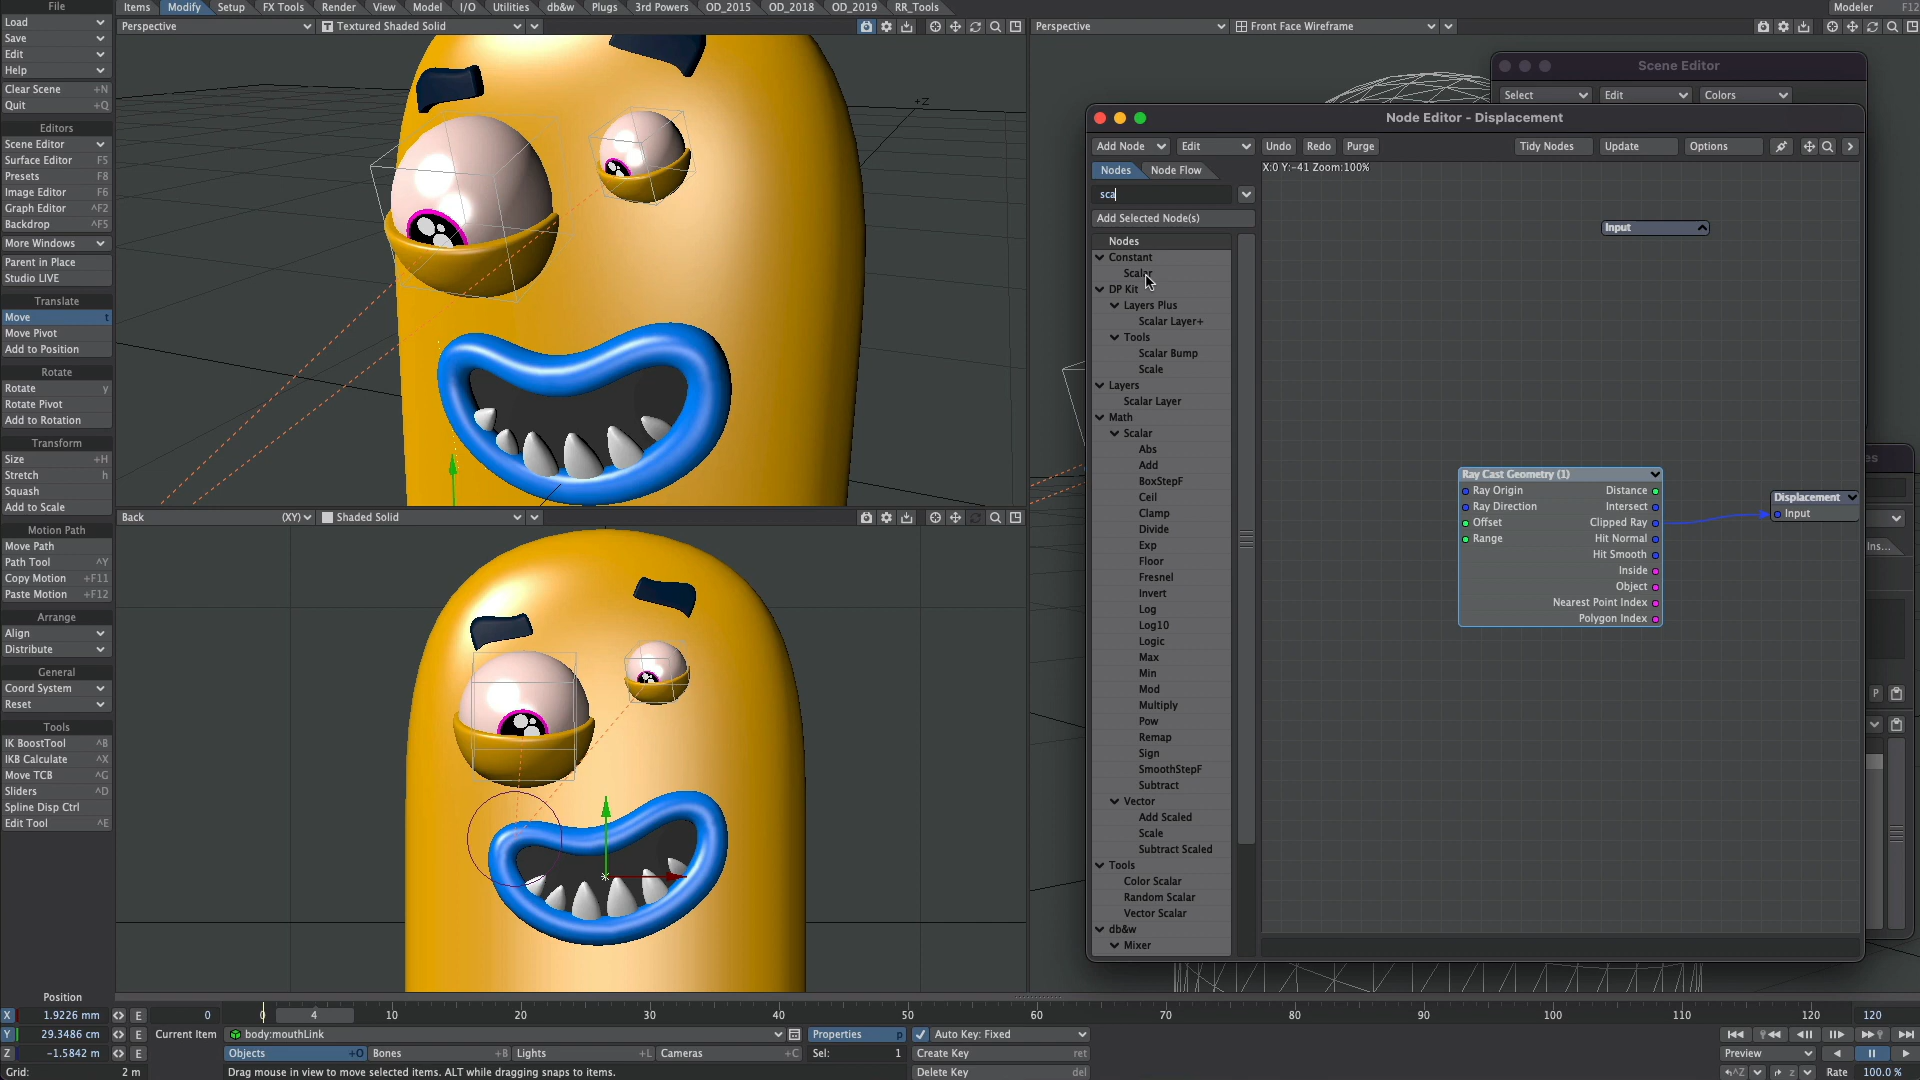 File
Load
Save
Edit
Help
Clear Scene +N
Quit +Q
Editors
Scene Editor
Surface Editor F5
Presets F8
Image Editor F6
Graph Editor ^F2
Backdrop ^F5
More Windows
Parent in Place
Studio LIVE
Translate
Move t
Move Pivot
Add to Position
Rotate
Rotate y
Rotate Pivot
Add to Rotation
Transform
Size +H
Stretch h
Squash
Add to Scale
Motion Path
Move Path
Path Tool ^Y
Copy Motion +F11
Paste Motion +F12
Arrange
Align
Distribute
General
Coord System
Reset
Tools
IK BoostTool ^B
IKB Calculate ^X
Move TCB ^G
Sliders ^D
Spline Disp Ctrl
Edit Tool ^E
Items Modify Setup FX Tools Render View Model I/O Utilities db&w Plugs 3rd Powers OD_2015 OD_2018 OD_2019 RR_Tools
Modeler F12
Perspective T Textured Shaded Solid
+Z
Back (XY) Shaded Solid
Perspective Front Face Wireframe
Scene Editor
Select Edit Colors
Node Editor - Displacement
Add Node Edit Undo Redo Purge Tidy Nodes Update Options
Nodes Node Flow
X:0 Y:-41 Zoom:100%
sca
Add Selected Node(s)
Nodes
Constant
Scalar
DP Kit
Layers Plus
Scalar Layer+
Tools
Scalar Bump
Scale
Layers
Scalar Layer
Math
Scalar
Abs
Add
BoxStepF
Ceil
Clamp
Divide
Exp
Floor
Fresnel
Invert
Log
Log10
Logic
Max
Min
Mod
Multiply
Pow
Remap
Sign
SmoothStepF
Subtract
Vector
Add Scaled
Scale
Subtract Scaled
Tools
Color Scalar
Random Scalar
Vector Scalar
db&w
Mixer
Input
Ray Cast Geometry (1)
Ray Origin Distance
Ray Direction Intersect
Offset Clipped Ray
Range Hit Normal
Hit Smooth
Inside
Object
Nearest Point Index
Polygon Index
Displacement
Input
es
Ins...
P
Position
X 1.9226 mm E
Y 29.3486 cm E
Z -1.5842 m E
Grid: 2 m
0 0 4 10 20 30 40 50 60 70 80 90 100 110 120 120
Current Item body:mouthLink Properties p Auto Key: Fixed
Objects +O Bones +B Lights +L Cameras +C Sel: 1 Create Key ret
Drag mouse in view to move selected items. ALT while dragging snaps to items. Delete Key del
Preview
^Z z Rate 100.0 %